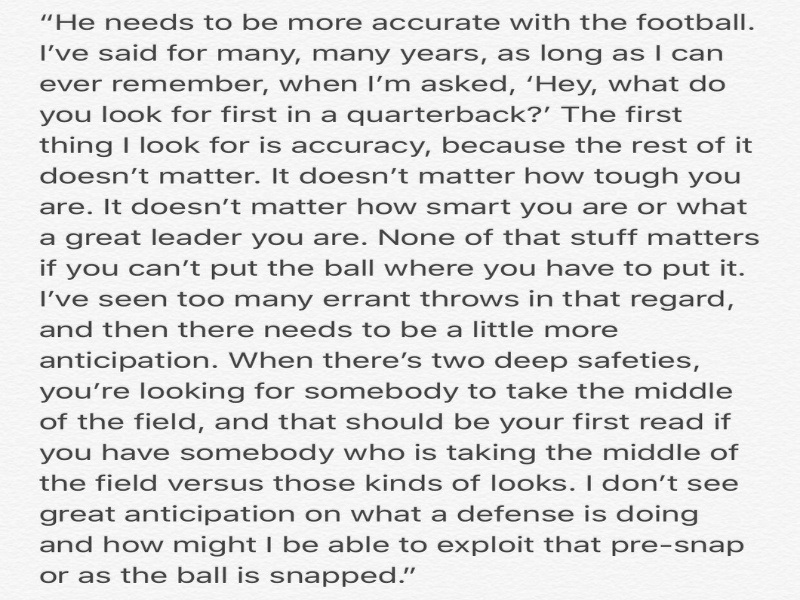 “He needs to be more accurate with the football.
I’ve said for many, many years, as long as I can
ever remember, when I’m asked, ‘Hey, what do
you look for first in a quarterback?’ The first
thing I look for is accuracy, because the rest of it
doesn’t matter. It doesn’t matter how tough you
are. It doesn’t matter how smart you are or what
a great leader you are. None of that stuff matters
if you can’t put the ball where you have to put it.
I’ve seen too many errant throws in that regard,
and then there needs to be a little more
anticipation. When there’s two deep safeties,
you’re looking for somebody to take the middle
of the field, and that should be your first read if
you have somebody who is taking the middle of
the field versus those kinds of looks. I don’t see
great anticipation on what a defense is doing
and how might I be able to exploit that pre-snap
or as the ball is snapped.”